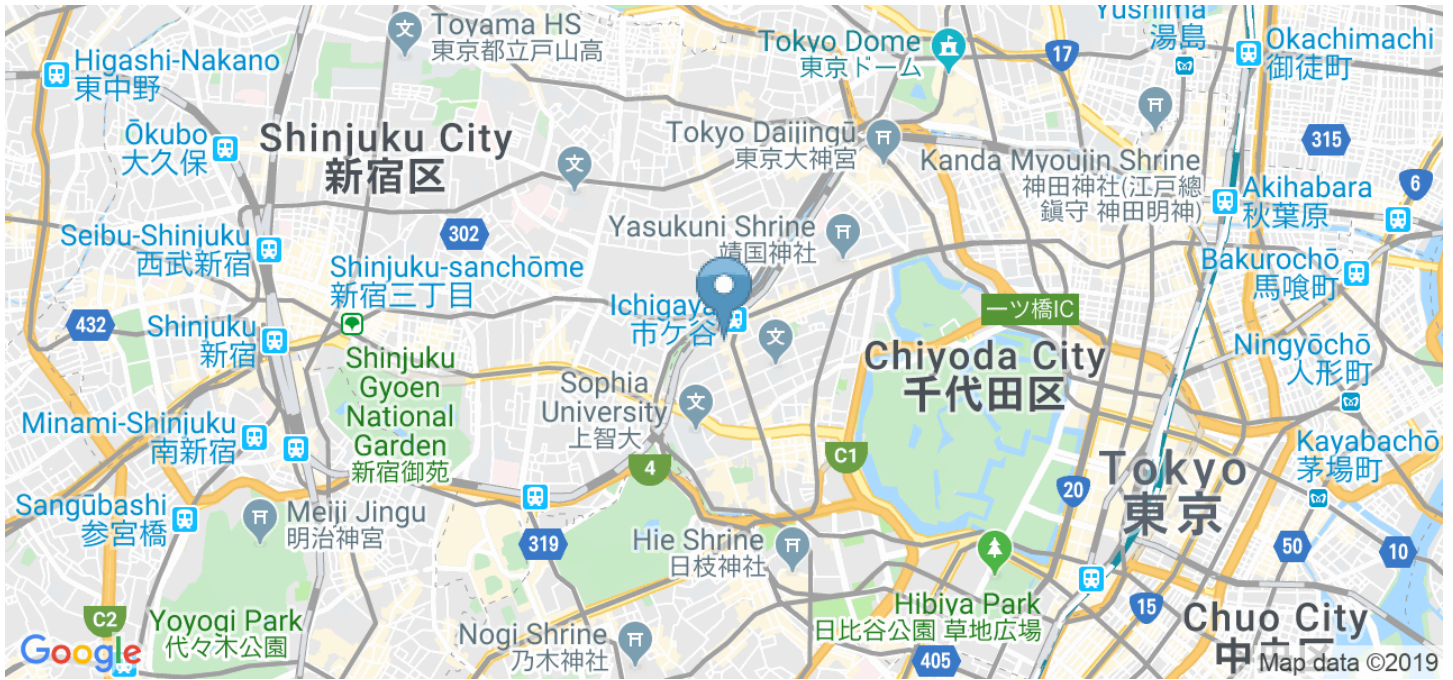 Toyama HS
東京都立戸山高
Tokyo Dome
東京ドーム
17
Yushima
湯島
Okachimachi
御徒町
Higashi-Nakano
東中野
Ōkubo
大久保
Shinjuku City
新宿区
文
文
Tokyo Daijingū
東京大神宮
Kanda Myoujin Shrine
神田神社(江戸總
鎮守 神田明神)
315
6
Akihabara
秋葉原
302
Yasukuni Shrine
靖国神社
Seibu-Shinjuku
西武新宿
Shinjuku-sanchōme
新宿三丁目
Bakurochō
馬喰町
Ichigaya
市ケ谷
文
一ツ橋IC
432
Shinjuku
新宿
Chiyoda City
千代田区
Ningyōchō
人形町
Shinjuku
Gyoen
National
Garden
新宿御苑
Sophia
University
上智大
文
Minami-Shinjuku
南新宿
4
C1
20
Tokyo
東京
Kayabachō
茅場町
Sangūbashi
参宮橋
Meiji Jingu
明治神宮
319
Hie Shrine
日枝神社
50
10
C2
Yoyogi Park
代々木公園
Nogi Shrine
乃木神社
Hibiya Park
日比谷公園 草地広場
15
405
Chuo City
中央区
Google
Map data ©2019